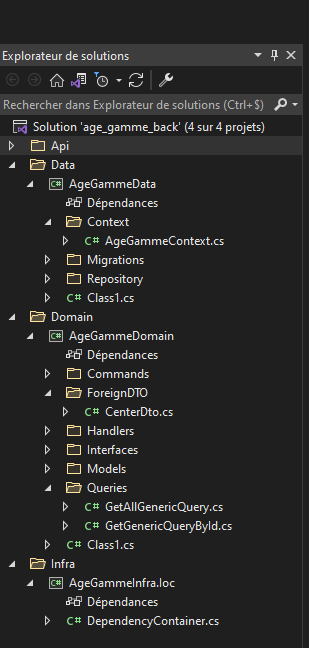 Explorateur de solutions
Rechercher dans Explorateur de solutions (Ctrl+$)
Solution 'age_gamme_back' (4 sur 4 projets)
Api
Data
C# AgeGammeData
Dépendances
Context
C# AgeGammeContext.cs
Migrations
Repository
C# Class1.cs
Domain
C# AgeGammeDomain
Dépendances
Commands
ForeignDTO
C# CenterDto.cs
Handlers
Interfaces
Models
Queries
C# GetAllGenericQuery.cs
C# GetGenericQueryById.cs
C# Class1.cs
Infra
C# AgeGammeInfra.Ioc
Dépendances
C# DependencyContainer.cs